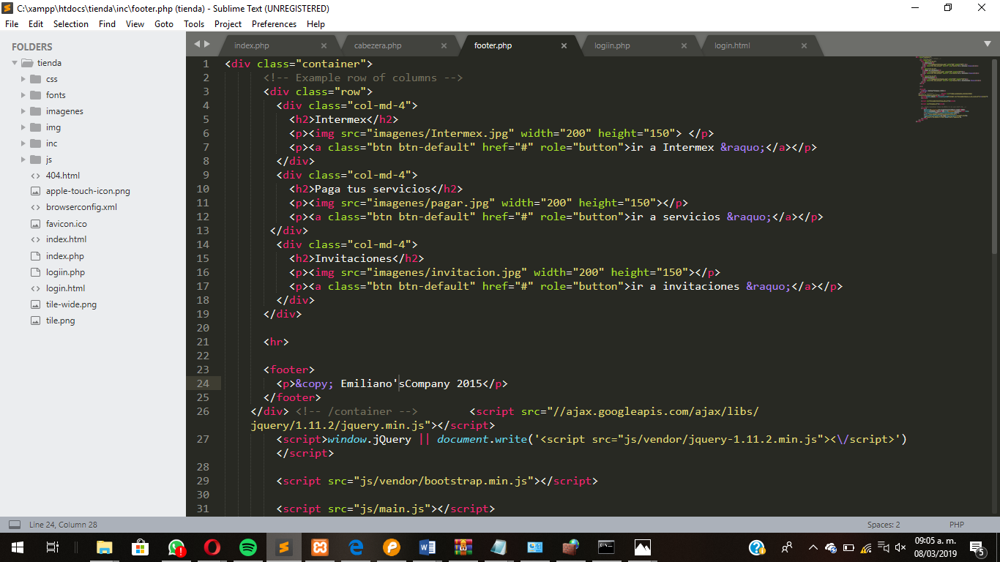 C:\xampp\htdocs\tienda\inc\footer.php (tienda) - Sublime Text (UNREGISTERED)
File Edit Selection Find View Goto Tools Project Preferences Help
FOLDERS
tienda
css
fonts
imagenes
img
inc
js
404.html
apple-touch-icon.png
browserconfig.xml
favicon.ico
index.html
index.php
logiin.php
login.html
tile-wide.png
tile.png
index.php cabezera.php footer.php logiin.php login.html
1 <div class="container">
2 <!-- Example row of columns -->
3 <div class="row">
4 <div class="col-md-4">
5 <h2>Intermex</h2>
6 <p><img src="imagenes/Intermex.jpg" width="200" height="150"> </p>
7 <p><a class="btn btn-default" href="#" role="button">ir a Intermex &raquo;</a></p>
8 </div>
9 <div class="col-md-4">
10 <h2>Paga tus servicios</h2>
11 <p><img src="imagenes/pagar.jpg" width="200" height="150"></p>
12 <p><a class="btn btn-default" href="#" role="button">ir a servicios &raquo;</a></p>
13 </div>
14 <div class="col-md-4">
15 <h2>Invitaciones</h2>
16 <p><img src="imagenes/invitacion.jpg" width="200" height="150"></p>
17 <p><a class="btn btn-default" href="#" role="button">ir a invitaciones &raquo;</a></p>
18 </div>
19 </div>
20
21 <hr>
22
23 <footer>
24 <p>&copy; Emiliano'sCompany 2015</p>
25 </footer>
26 </div> <!-- /container --> <script src="//ajax.googleapis.com/ajax/libs/
jquery/1.11.2/jquery.min.js"></script>
27 <script>window.jQuery || document.write('<script src="js/vendor/jquery-1.11.2.min.js"><\/script>')
</script>
28
29 <script src="js/vendor/bootstrap.min.js"></script>
30
31 <script src="js/main.js"></script>
Line 24, Column 28 Spaces: 2 PHP
09:05 a. m.
08/03/2019
5